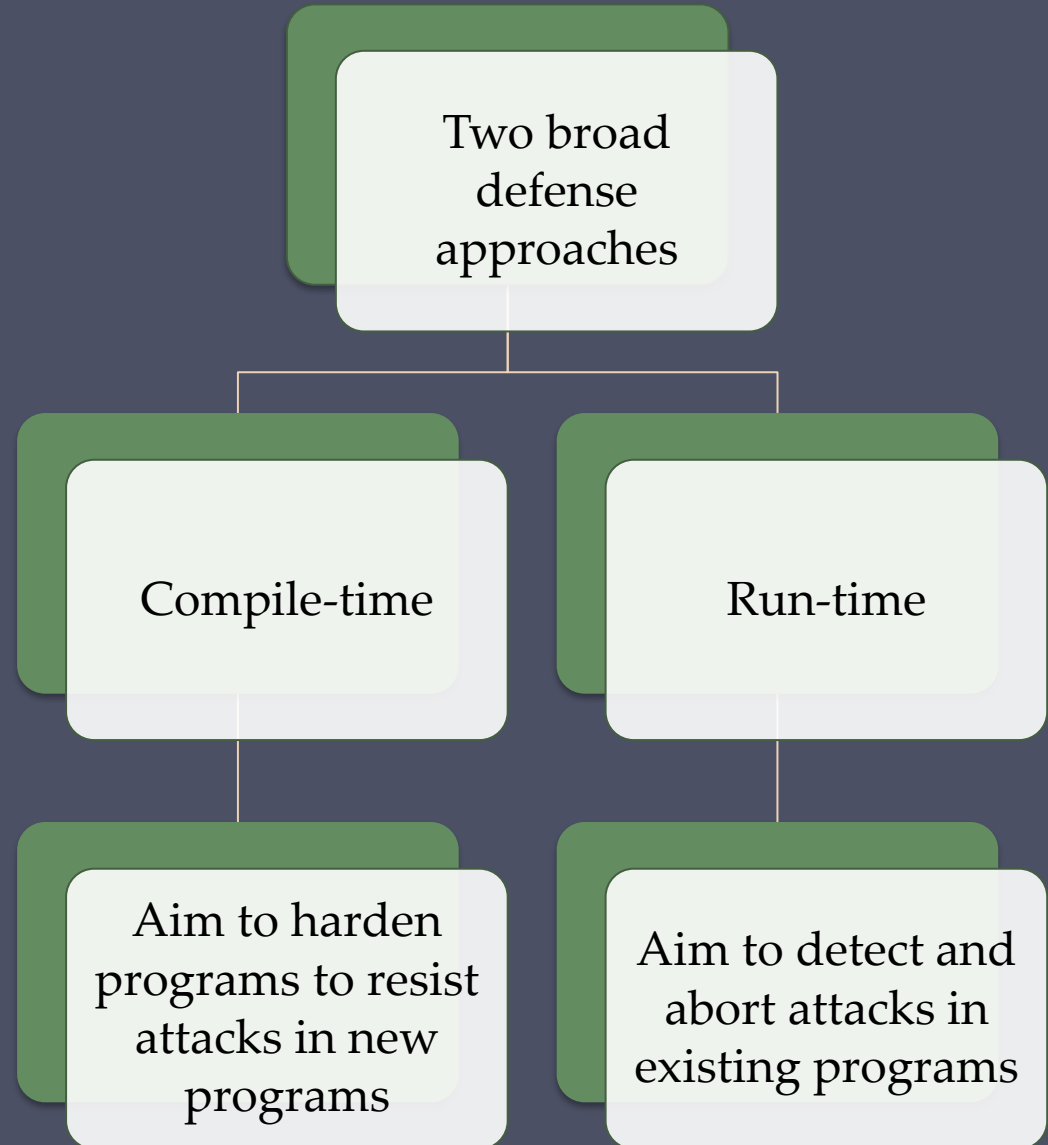 Two broad
defense
approaches
Compile-time
Run-time
Aim to harden
programs to resist
attacks in new
programs
Aim to detect and
abort attacks in
existing programs